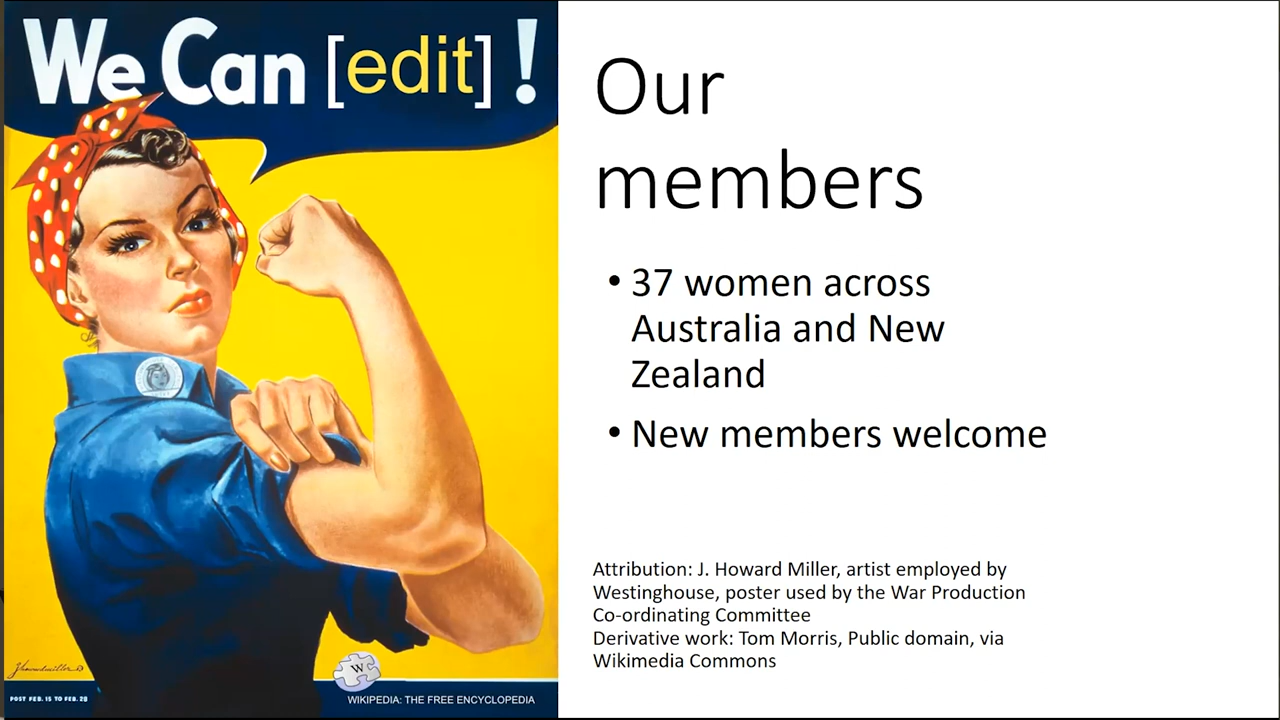 We Can [edit] !
Our
members
• 37 women across
Australia and New
Zealand
• New members welcome
Attribution: J. Howard Miller, artist employed by
Westinghouse, poster used by the War Production
Co-ordinating Committee
Derivative work: Tom Morris, Public domain, via
Wikimedia Commons
J. Howard Miller
W
POST FEB. 15 TO FEB. 28
WIKIPEDIA: THE FREE ENCYCLOPEDIA